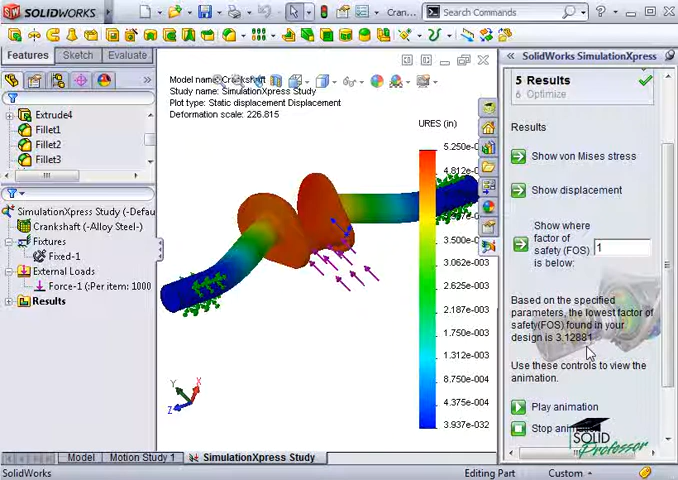 SOLIDWORKS
Cran...
Search Commands
Features
Sketch
Evaluate
SolidWorks SimulationXpress
Extrude4
Fillet1
Fillet2
Fillet3
SimulationXpress Study (-Defau
Crankshaft (-Alloy Steel-)
Fixtures
Fixed-1
External Loads
Force-1 (:Per item: 1000
Results
Model name: Crankshaft
Study name: SimulationXpress Study
Plot type: Static displacement Displacement
Deformation scale: 226.815
URES (in)
5.250e-00
4.812e-00
3.500e-00
3.062e-003
2.625e-003
2.187e-003
1.750e-003
1.312e-003
8.750e-004
4.375e-004
3.937e-032
Y
X
Z
5 Results
6 Optimize
Results
Show von Mises stress
Show displacement
Show where
factor of
safety (FOS)
is below:
1
Based on the specified
parameters, the lowest factor of
safety(FOS) found in your
design is 3.12881
Use these controls to view the
animation.
Play animation
Stop anim
SOLID
Professor
Model
Motion Study 1
SimulationXpress Study
SolidWorks
Editing Part
Custom